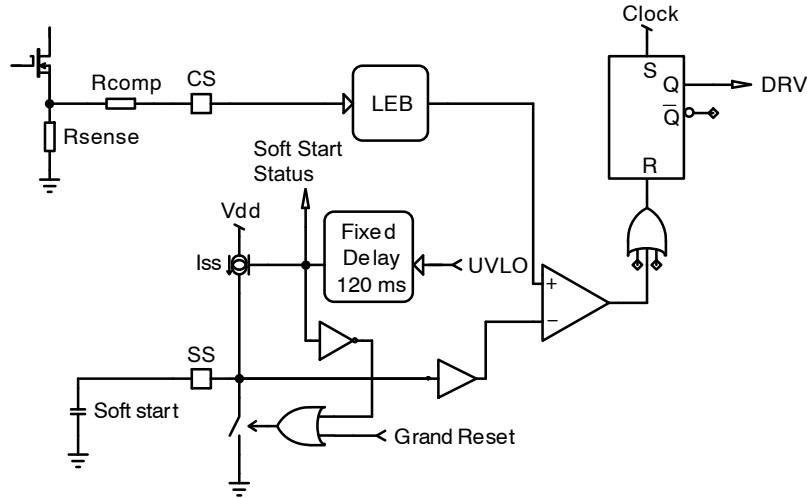 Clock
S
Q
DRV
Q
R
Rcomp
CS
LEB
Rsense
Soft Start
Status
Vdd
Fixed
Delay
120 ms
Iss
UVLO
+
−
SS
Soft start
Grand Reset